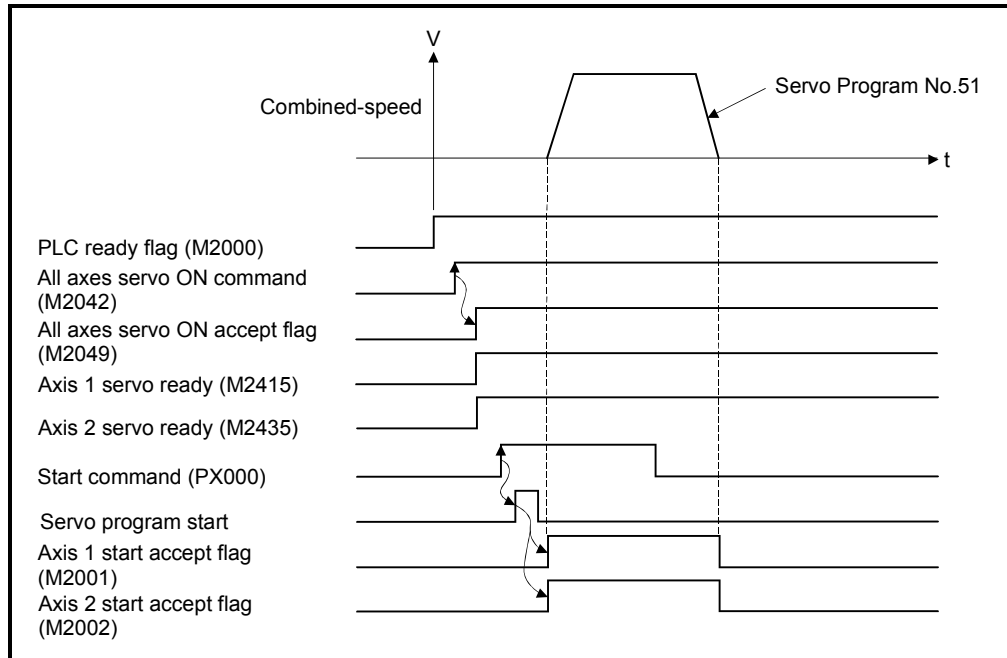 V
Combined-speed
Servo Program No.51
t
PLC ready flag (M2000)
All axes servo ON command
(M2042)
All axes servo ON accept flag
(M2049)
Axis 1 servo ready (M2415)
Axis 2 servo ready (M2435)
Start command (PX000)
Servo program start
Axis 1 start accept flag
(M2001)
Axis 2 start accept flag
(M2002)